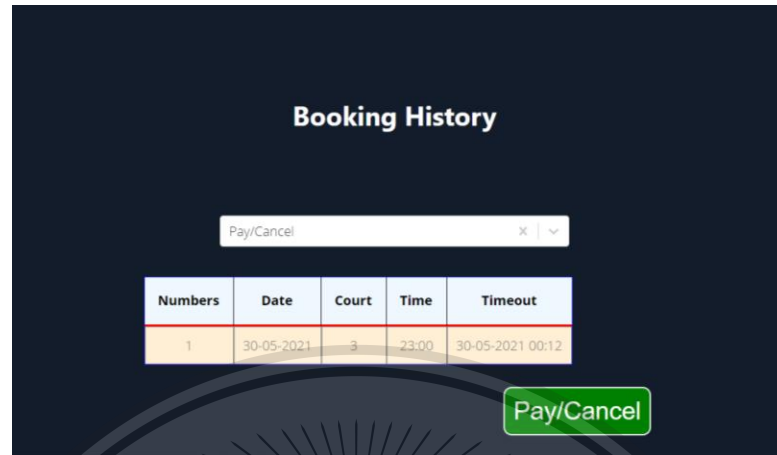 Booking History
Pay/Cancel
Numbers Date Court Time Timeout
1 30-05-2021 3 23:00 30-05-2021 00:12
Pay/Cancel